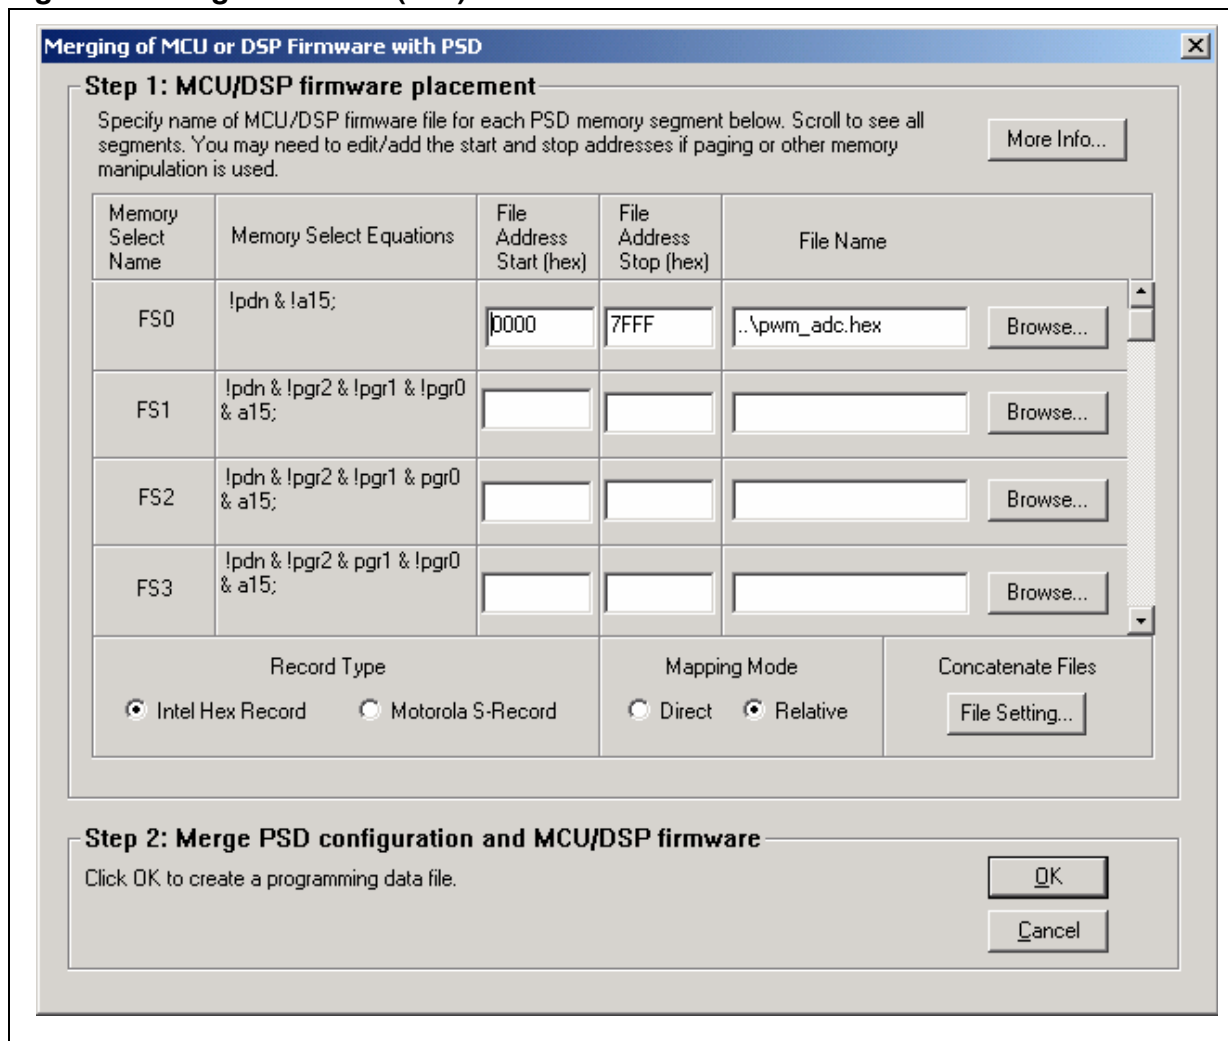 Merging of MCU or DSP Firmware with PSD
Step 1: MCU/DSP firmware placement
Specify name of MCU/DSP firmware file for each PSD memory segment below. Scroll to see all
segments. You may need to edit/add the start and stop addresses if paging or other memory
manipulation is used.
More Info...
Memory
Select
Name
Memory Select Equations
File
Address
Start (hex)
File
Address
Stop (hex)
File Name
FS0
!pdn & !a15;
0000
7FFF
..\pwm_adc.hex
Browse...
FS1
!pdn & !pgr2 & !pgr1 & !pgr0
& a15;
Browse...
FS2
!pdn & !pgr2 & !pgr1 & pgr0
& a15;
Browse...
FS3
!pdn & !pgr2 & pgr1 & !pgr0
& a15;
Browse...
Record Type
Intel Hex Record
Motorola S-Record
Mapping Mode
Direct
Relative
Concatenate Files
File Setting...
Step 2: Merge PSD configuration and MCU/DSP firmware
Click OK to create a programming data file.
OK
Cancel